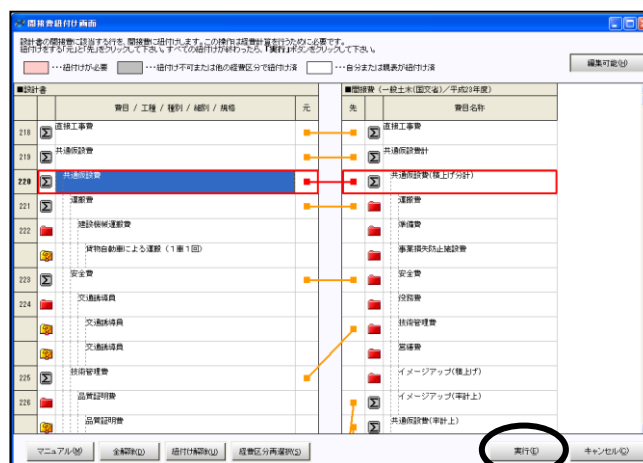 間接費紐付け画面
設計書の間接費に該当する行を、間接費に紐付けします。この操作は経費計算を行うために必要です。
紐付けをする「元」と「先」をクリックして下さい。すべての紐付けが終わったら、「実行」ボタンをクリックして下さい。
･･･紐付けが必要 ･･･紐付け不可または他の経費区分で紐付け済 ･･･自分または親表が紐付け済
編集可能(H)
■設計書 ■間接費 (一般土木(国交省)／平成23年度)
費目 / 工種 / 種別 / 細別 / 規格 元 先 費目名称
218 直接工事費 直接工事費
219 共通仮設費 共通仮設費計
220 共通仮設費 共通仮設費(積上げ分計)
221 運搬費 運搬費
222 建設機械運搬費 準備費
貨物自動車による運搬 (1車1回) 事業損失防止施設費
223 安全費 安全費
224 交通誘導員 役務費
交通誘導員 技術管理費
交通誘導員 営繕費
225 技術管理費 イメージアップ(積上げ)
226 品質証明費 イメージアップ(率計上)
品質証明費 共通仮設費(率計上)
マニュアル(M) 全解除(D) 紐付け解除(U) 経費区分再選択(S) 実行(E) キャンセル(C)